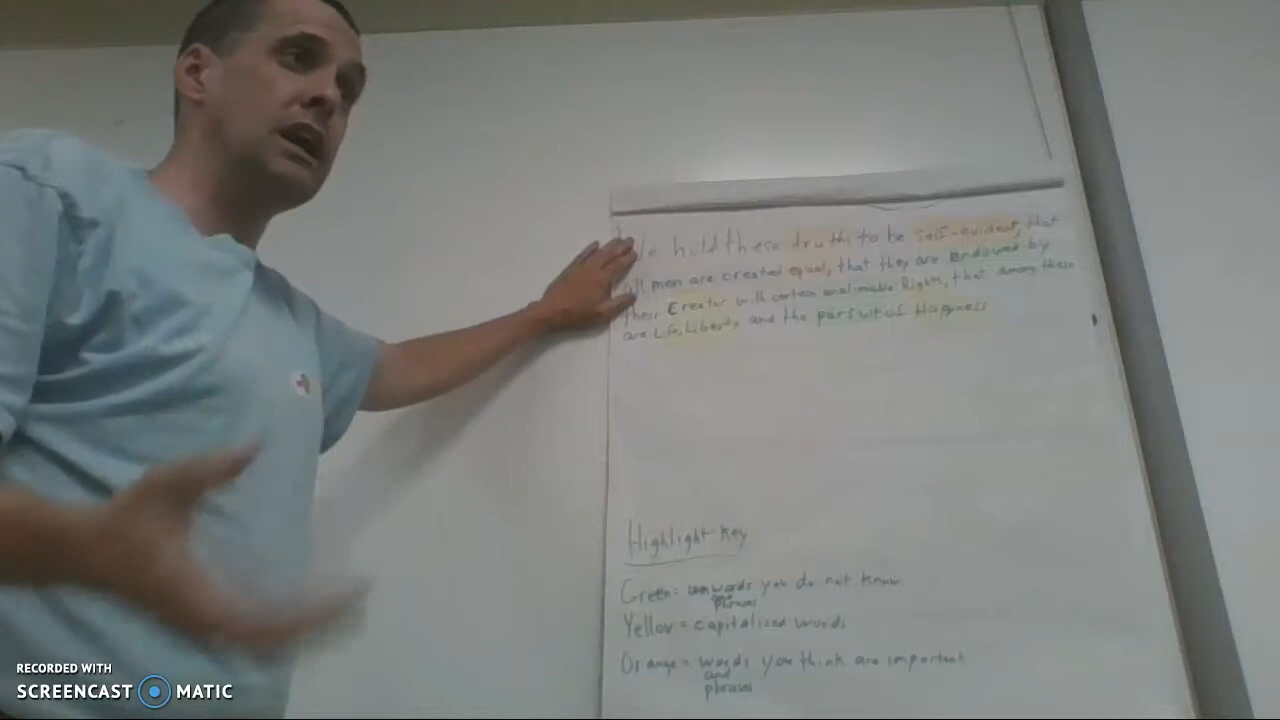 We hold these truths to be self-evident, that
all men are created equal, that they are endowed by
their Creator with certain unalienable Rights, that among these
are Life, Liberty and the pursuit of Happiness
Highlight Key
Green = words you do not know
and
phrases
Yellow = capitalized words
Orange = words you think are important
and
phrases
RECORDED WITH
SCREENCAST MATIC